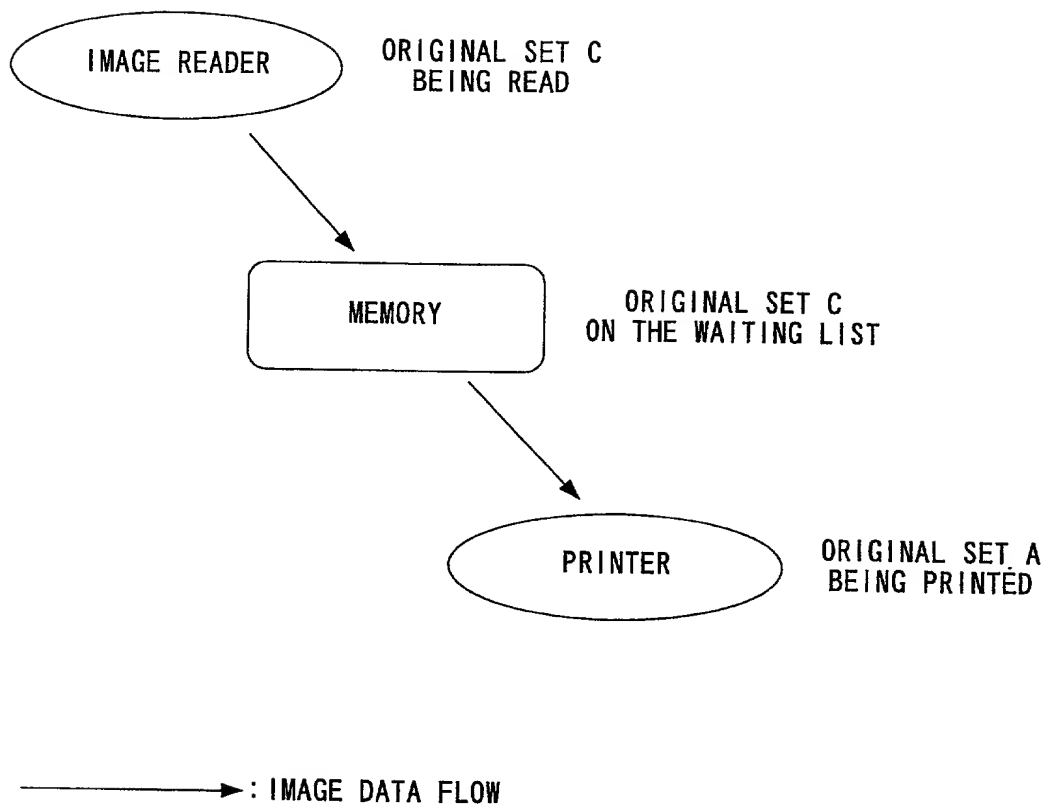 IMAGE READER
ORIGINAL SET C
BEING READ
MEMORY
ORIGINAL SET C
ON THE WAITING LIST
PRINTER
ORIGINAL SET A
BEING PRINTED
: IMAGE DATA FLOW